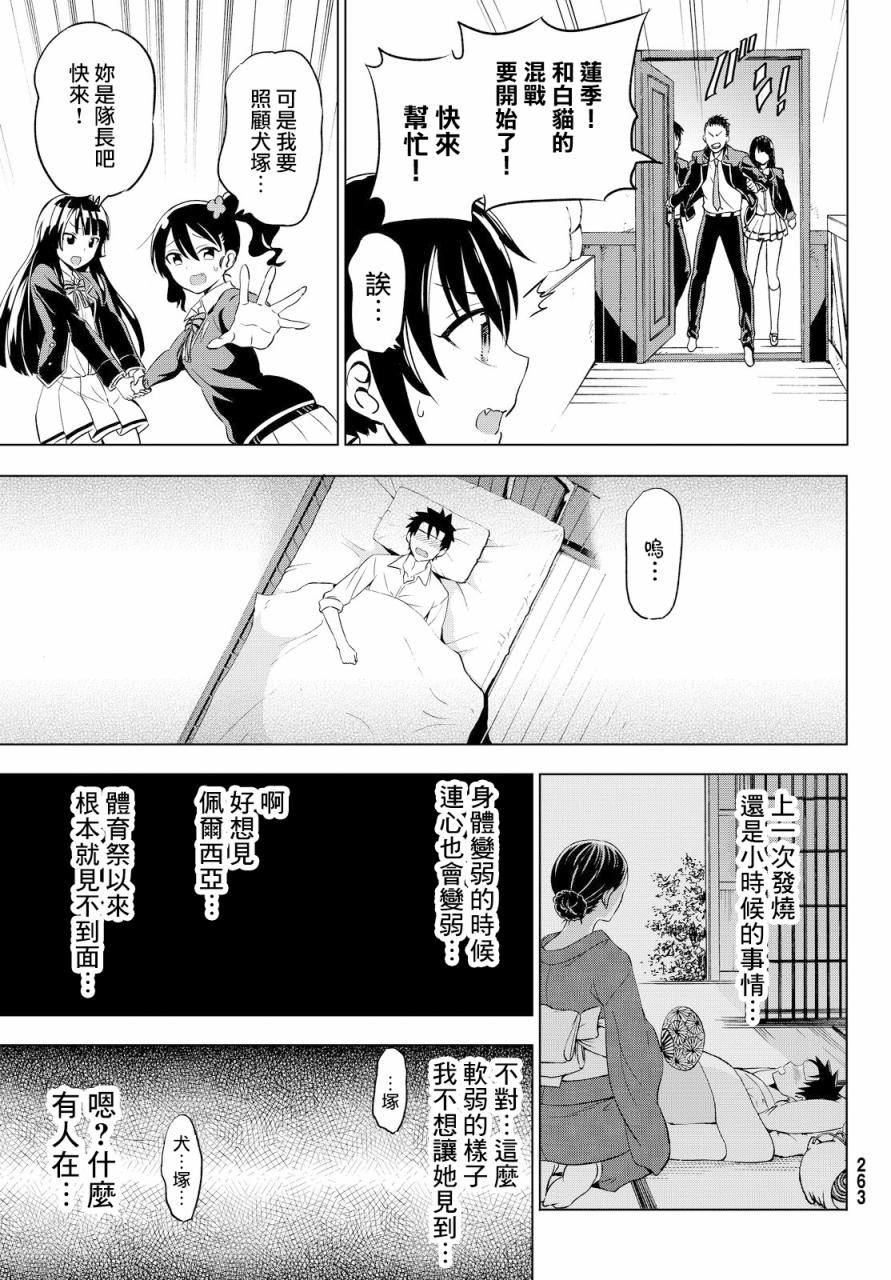 蓮季！
和白貓的
混戰
要開始了！
快來
幫忙！
誒…
可是我要
照顧犬塚…
妳是隊長吧
快來！
嗚…
上一次發燒
還是小時候的事情…
身體變弱的時候
連心也會變弱…
啊
好想見
佩爾西亞…
體育祭以來
根本就見不到面…
不對…這麼
軟弱的樣子
我不想讓她見到…
…塚
犬…塚
嗯？什麼
有人在…
263